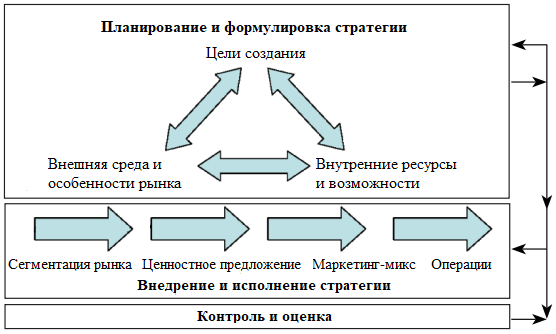 Планирование и формулировка стратегии
Цели создания
Внешняя среда и
особенности рынка
Внутренние ресурсы
и возможности
Сегментация рынка Ценностное предложение Маркетинг-микс Операции
Внедрение и исполнение стратегии
Контроль и оценка